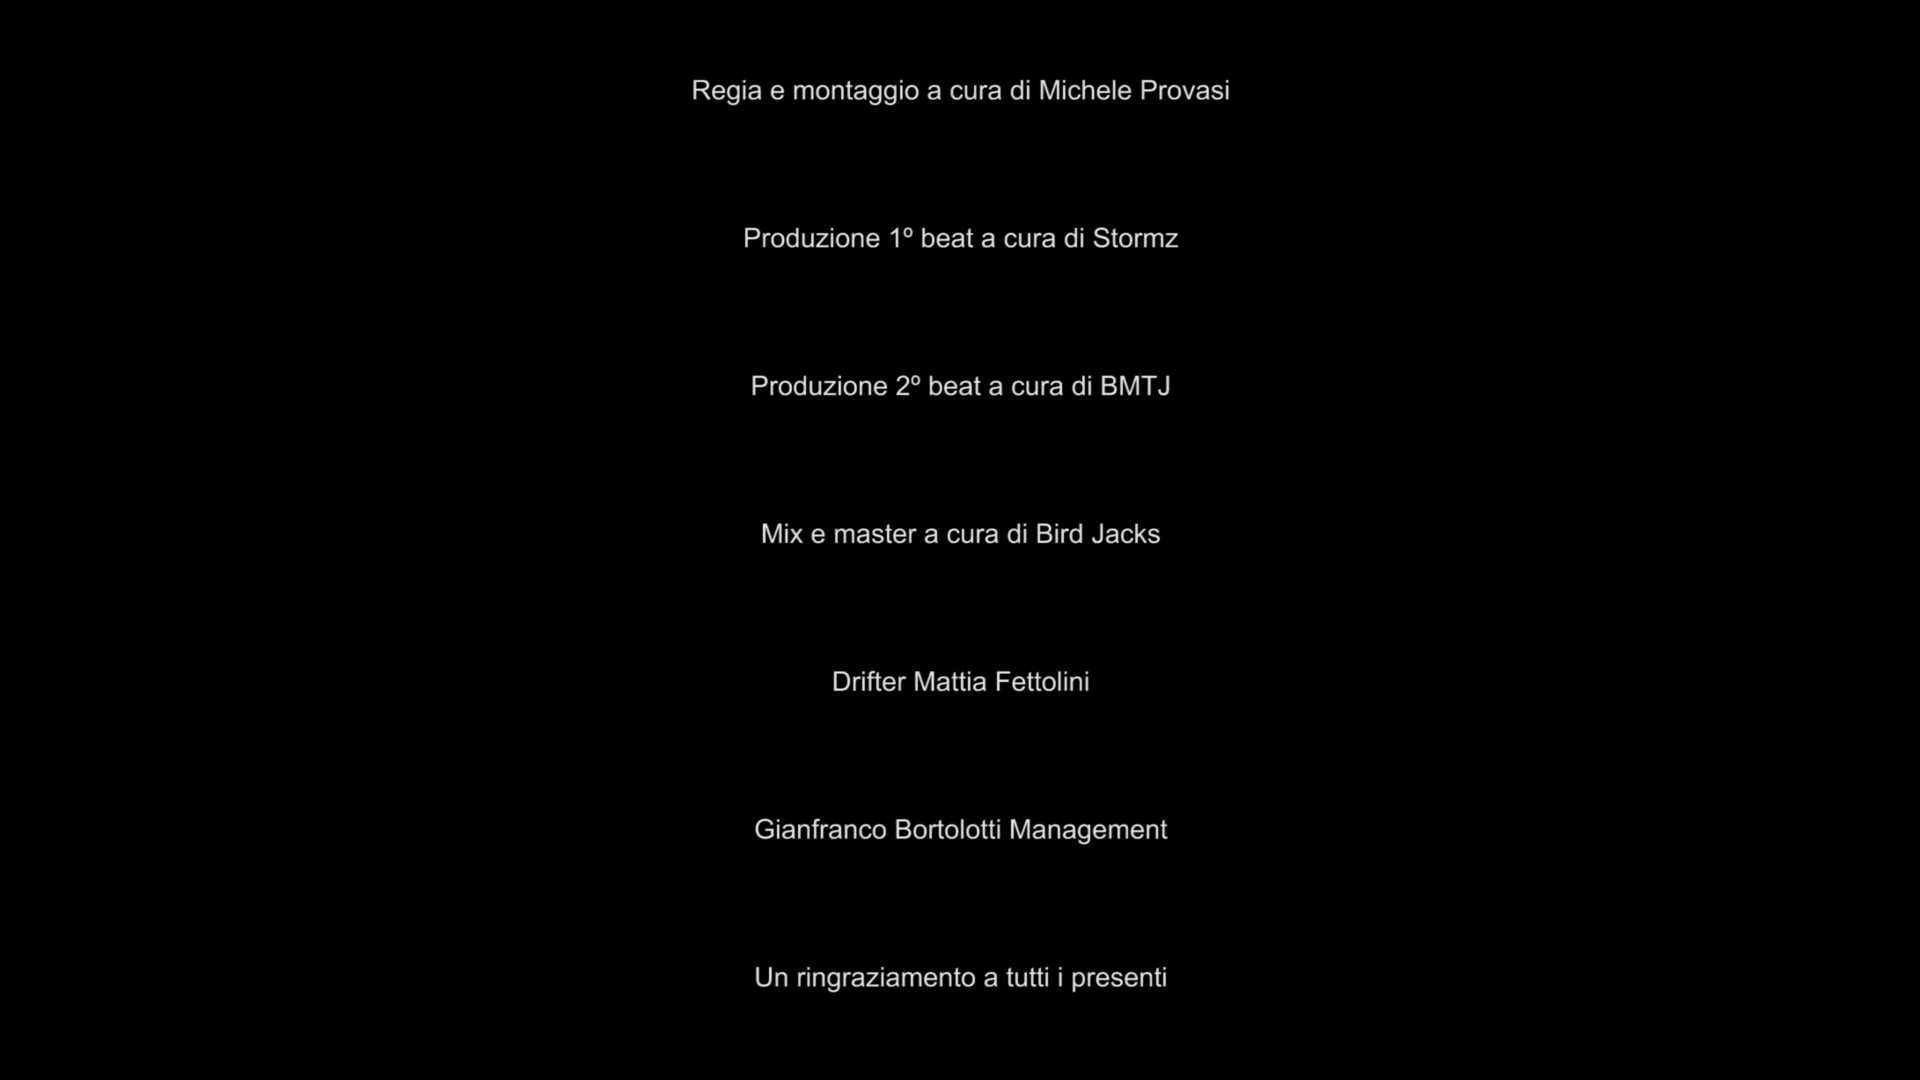 Regia e montaggio a cura di Michele Provasi
Produzione 1º beat a cura di Stormz
Produzione 2º beat a cura di BMTJ
Mix e master a cura di Bird Jacks
Drifter Mattia Fettolini
Gianfranco Bortolotti Management
Un ringraziamento a tutti i presenti